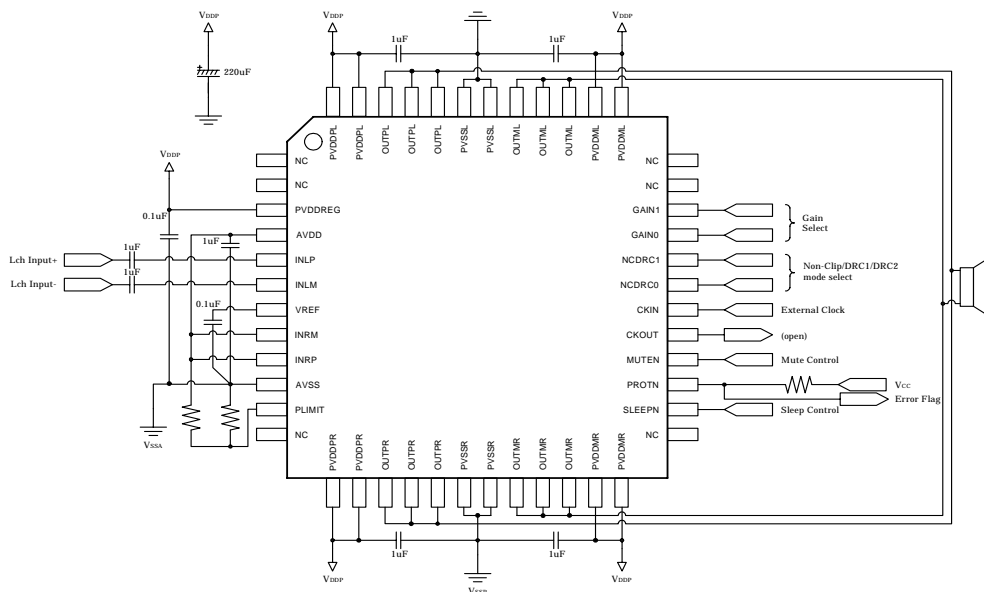 VDDP
VDDP
VDDP
1uF
1uF
220uF
PVDDPL
PVDDPL
OUTPL
OUTPL
OUTPL
PVSSL
PVSSL
OUTML
OUTML
OUTML
PVDDML
PVDDML
VDDP
0.1uF
1uF
Lch Input+
1uF
Lch Input-
1uF
0.1uF
VSSA
NC
NC
PVDDREG
AVDD
INLP
INLM
VREF
INRM
INRP
AVSS
PLIMIT
NC
NC
NC
GAIN1
GAIN0
NCDRC1
NCDRC0
CKIN
CKOUT
MUTEN
PROTN
SLEEPN
NC
Gain
Select
Non-Clip/DRC1/DRC2
mode select
External Clock
(open)
Mute Control
VCC
Error Flag
Sleep Control
PVDDPR
PVDDPR
OUTPR
OUTPR
OUTPR
PVSSR
PVSSR
OUTMR
OUTMR
OUTMR
PVDDMR
PVDDMR
1uF
1uF
VDDP
VDDP